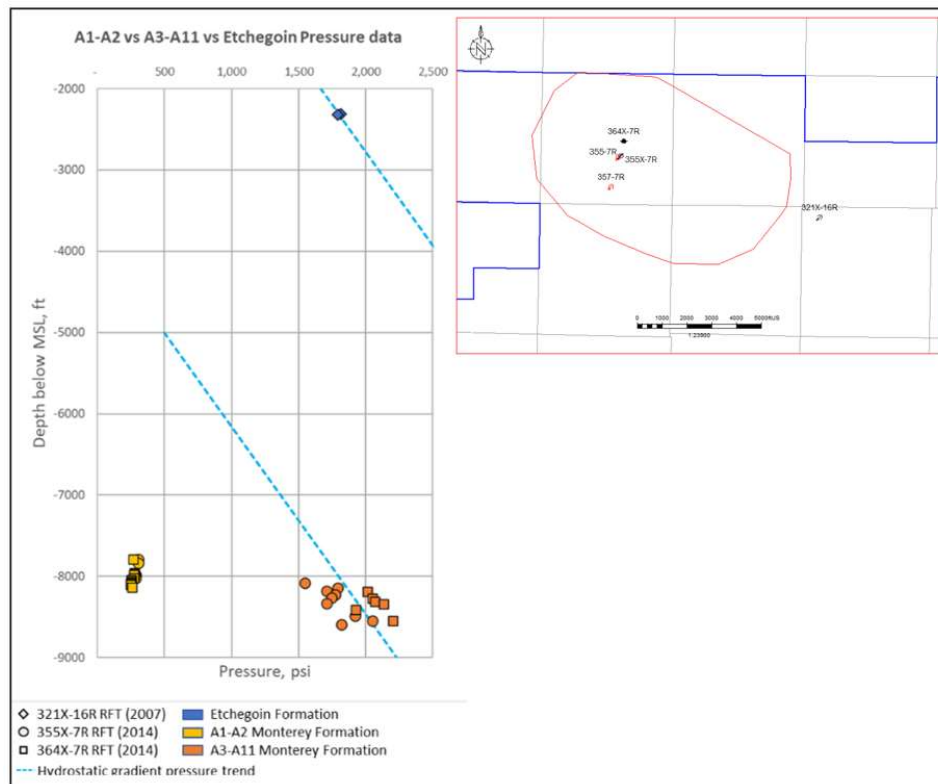 A1-A2 vs A3-A11 vs Etchegoin Pressure data
- 500 1,000 1,500 2,000 2,500
-2000
-3000
-4000
-5000
-6000
-7000
-8000
-9000
Depth below MSL, ft
Pressure, psi
321X-16R RFT (2007) Etchegoin Formation
355X-7R RFT (2014) A1-A2 Monterey Formation
364X-7R RFT (2014) A3-A11 Monterey Formation
Hydrostatic gradient pressure trend
N
364X-7R
355-7R
355X-7R
357-7R
321X-16R
0 1000 2000 3000 4000 5000ftUS